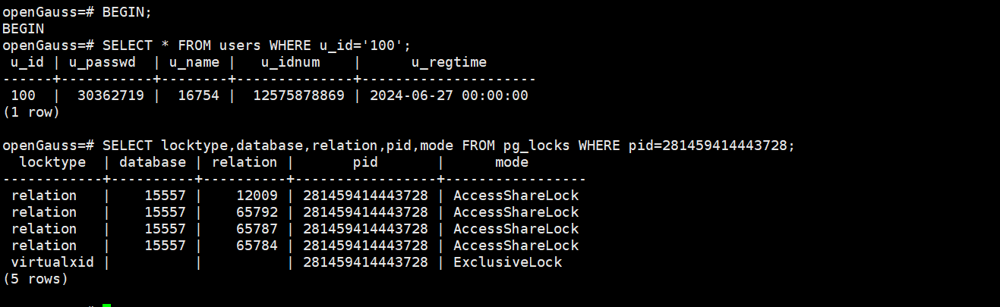 openGauss=# BEGIN;
BEGIN
openGauss=# SELECT * FROM users WHERE u_id='100';
 u_id | u_passwd  | u_name |   u_idnum    |      u_regtime
------+-----------+--------+--------------+---------------------
 100  |  30362719 |  16754 |  12575878869 | 2024-06-27 00:00:00
(1 row)

openGauss=# SELECT locktype,database,relation,pid,mode FROM pg_locks WHERE pid=281459414443728;
  locktype  | database | relation |       pid       |      mode
------------+----------+----------+-----------------+-----------------
 relation   |    15557 |    12009 | 281459414443728 | AccessShareLock
 relation   |    15557 |    65792 | 281459414443728 | AccessShareLock
 relation   |    15557 |    65787 | 281459414443728 | AccessShareLock
 relation   |    15557 |    65784 | 281459414443728 | AccessShareLock
 virtualxid |          |          | 281459414443728 | ExclusiveLock
(5 rows)